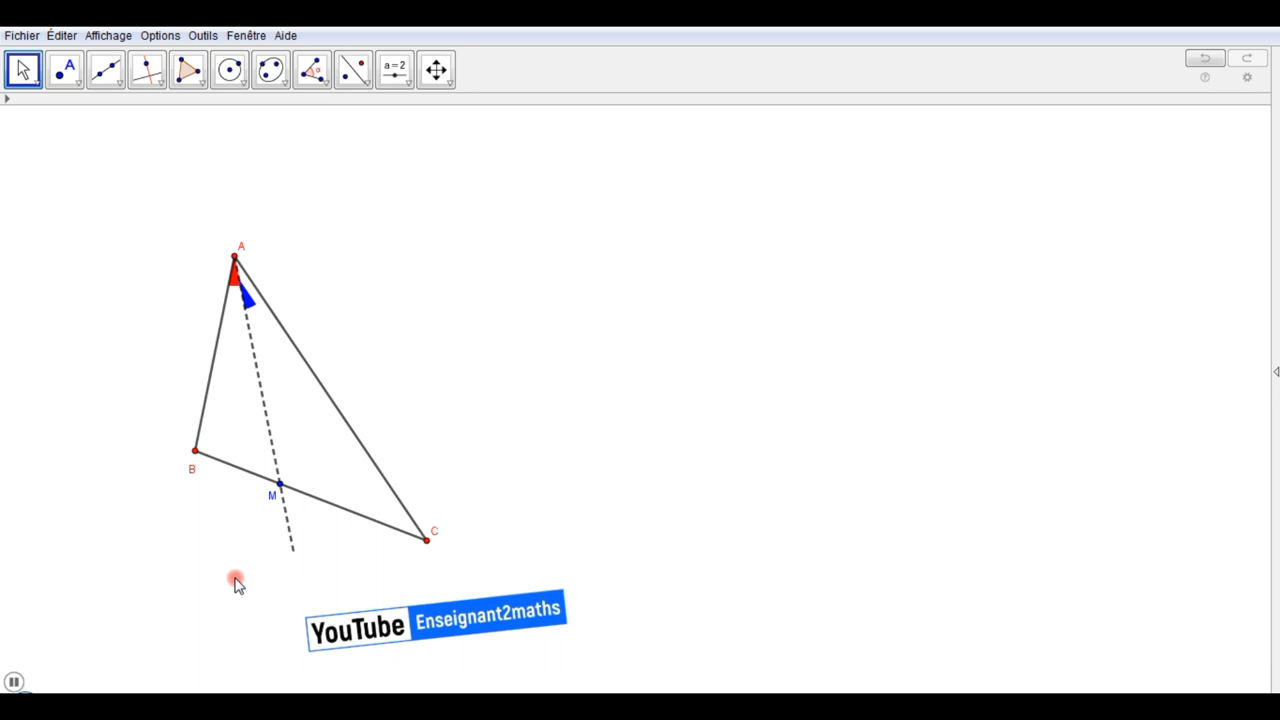 Fichier Éditer Affichage Options Outils Fenêtre Aide
A
a = 2
A
B
M
C
YouTube Enseignant2maths